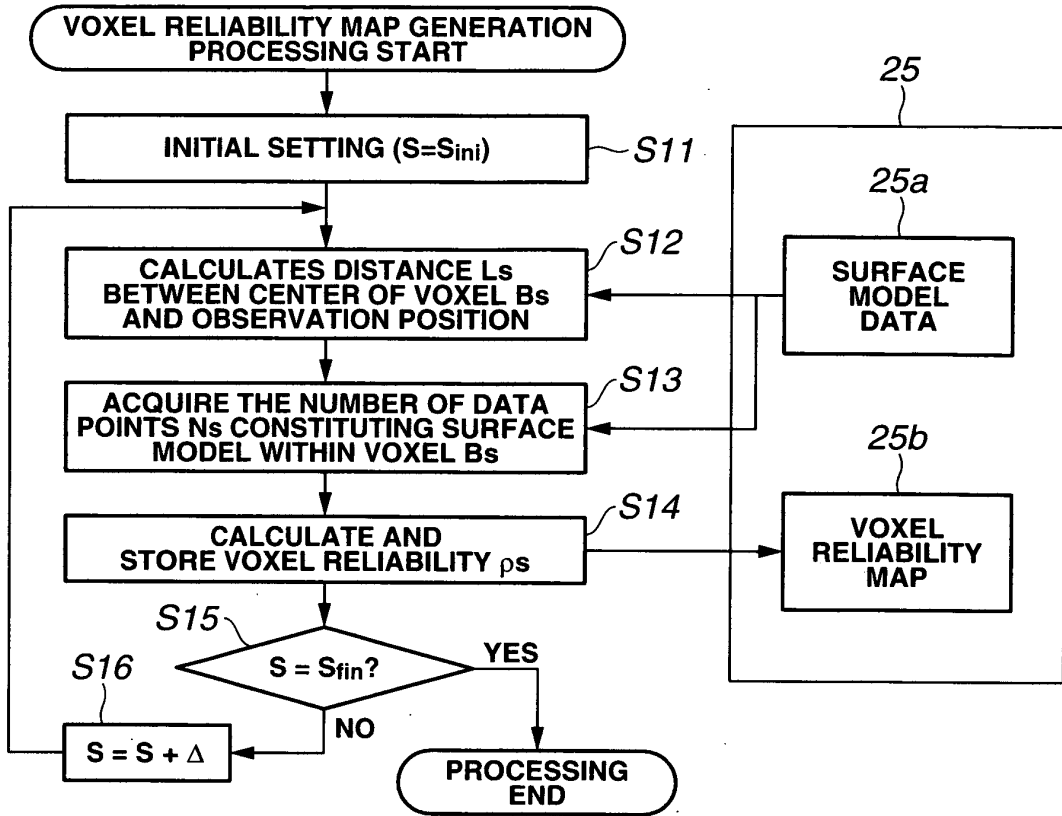 VOXEL RELIABILITY MAP GENERATION
PROCESSING START
INITIAL SETTING (S=Sini)
S11
25
25a
S12
CALCULATES DISTANCE Ls
BETWEEN CENTER OF VOXEL Bs
AND OBSERVATION POSITION
SURFACE
MODEL
DATA
S13
ACQUIRE THE NUMBER OF DATA
POINTS Ns CONSTITUTING SURFACE
MODEL WITHIN VOXEL Bs
25b
S14
CALCULATE AND
STORE VOXEL RELIABILITY ρs
VOXEL
RELIABILITY
MAP
S15
S = Sfin?
YES
NO
S16
S = S + Δ
PROCESSING
END